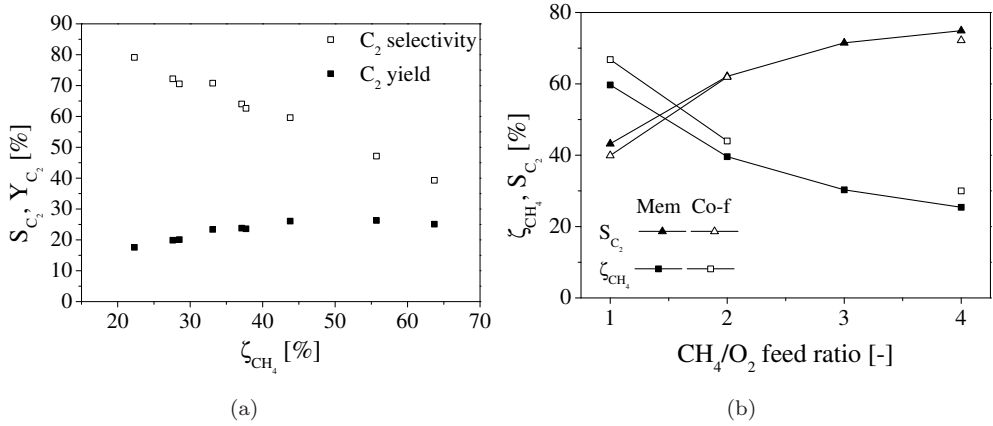 90
80
70
60
50
40
30
20
10
0
S_C₂, Y_C₂ [%]
C₂ selectivity
C₂ yield
20 30 40 50 60 70
ζ_CH₄ [%]
(a)
80
60
40
20
0
ζ_CH₄, S_C₂ [%]
Mem Co-f
S_C₂
ζ_CH₄
1 2 3 4
CH₄/O₂ feed ratio [-]
(b)